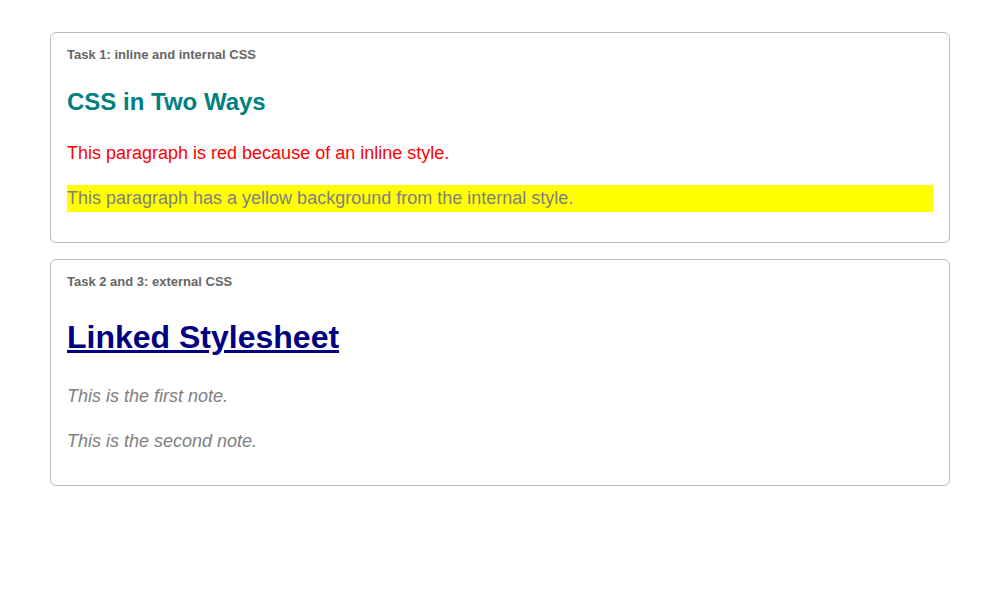 Task 1: inline and internal CSS
CSS in Two Ways
This paragraph is red because of an inline style.
This paragraph has a yellow background from the internal style.
Task 2 and 3: external CSS
Linked Stylesheet
This is the first note.
This is the second note.